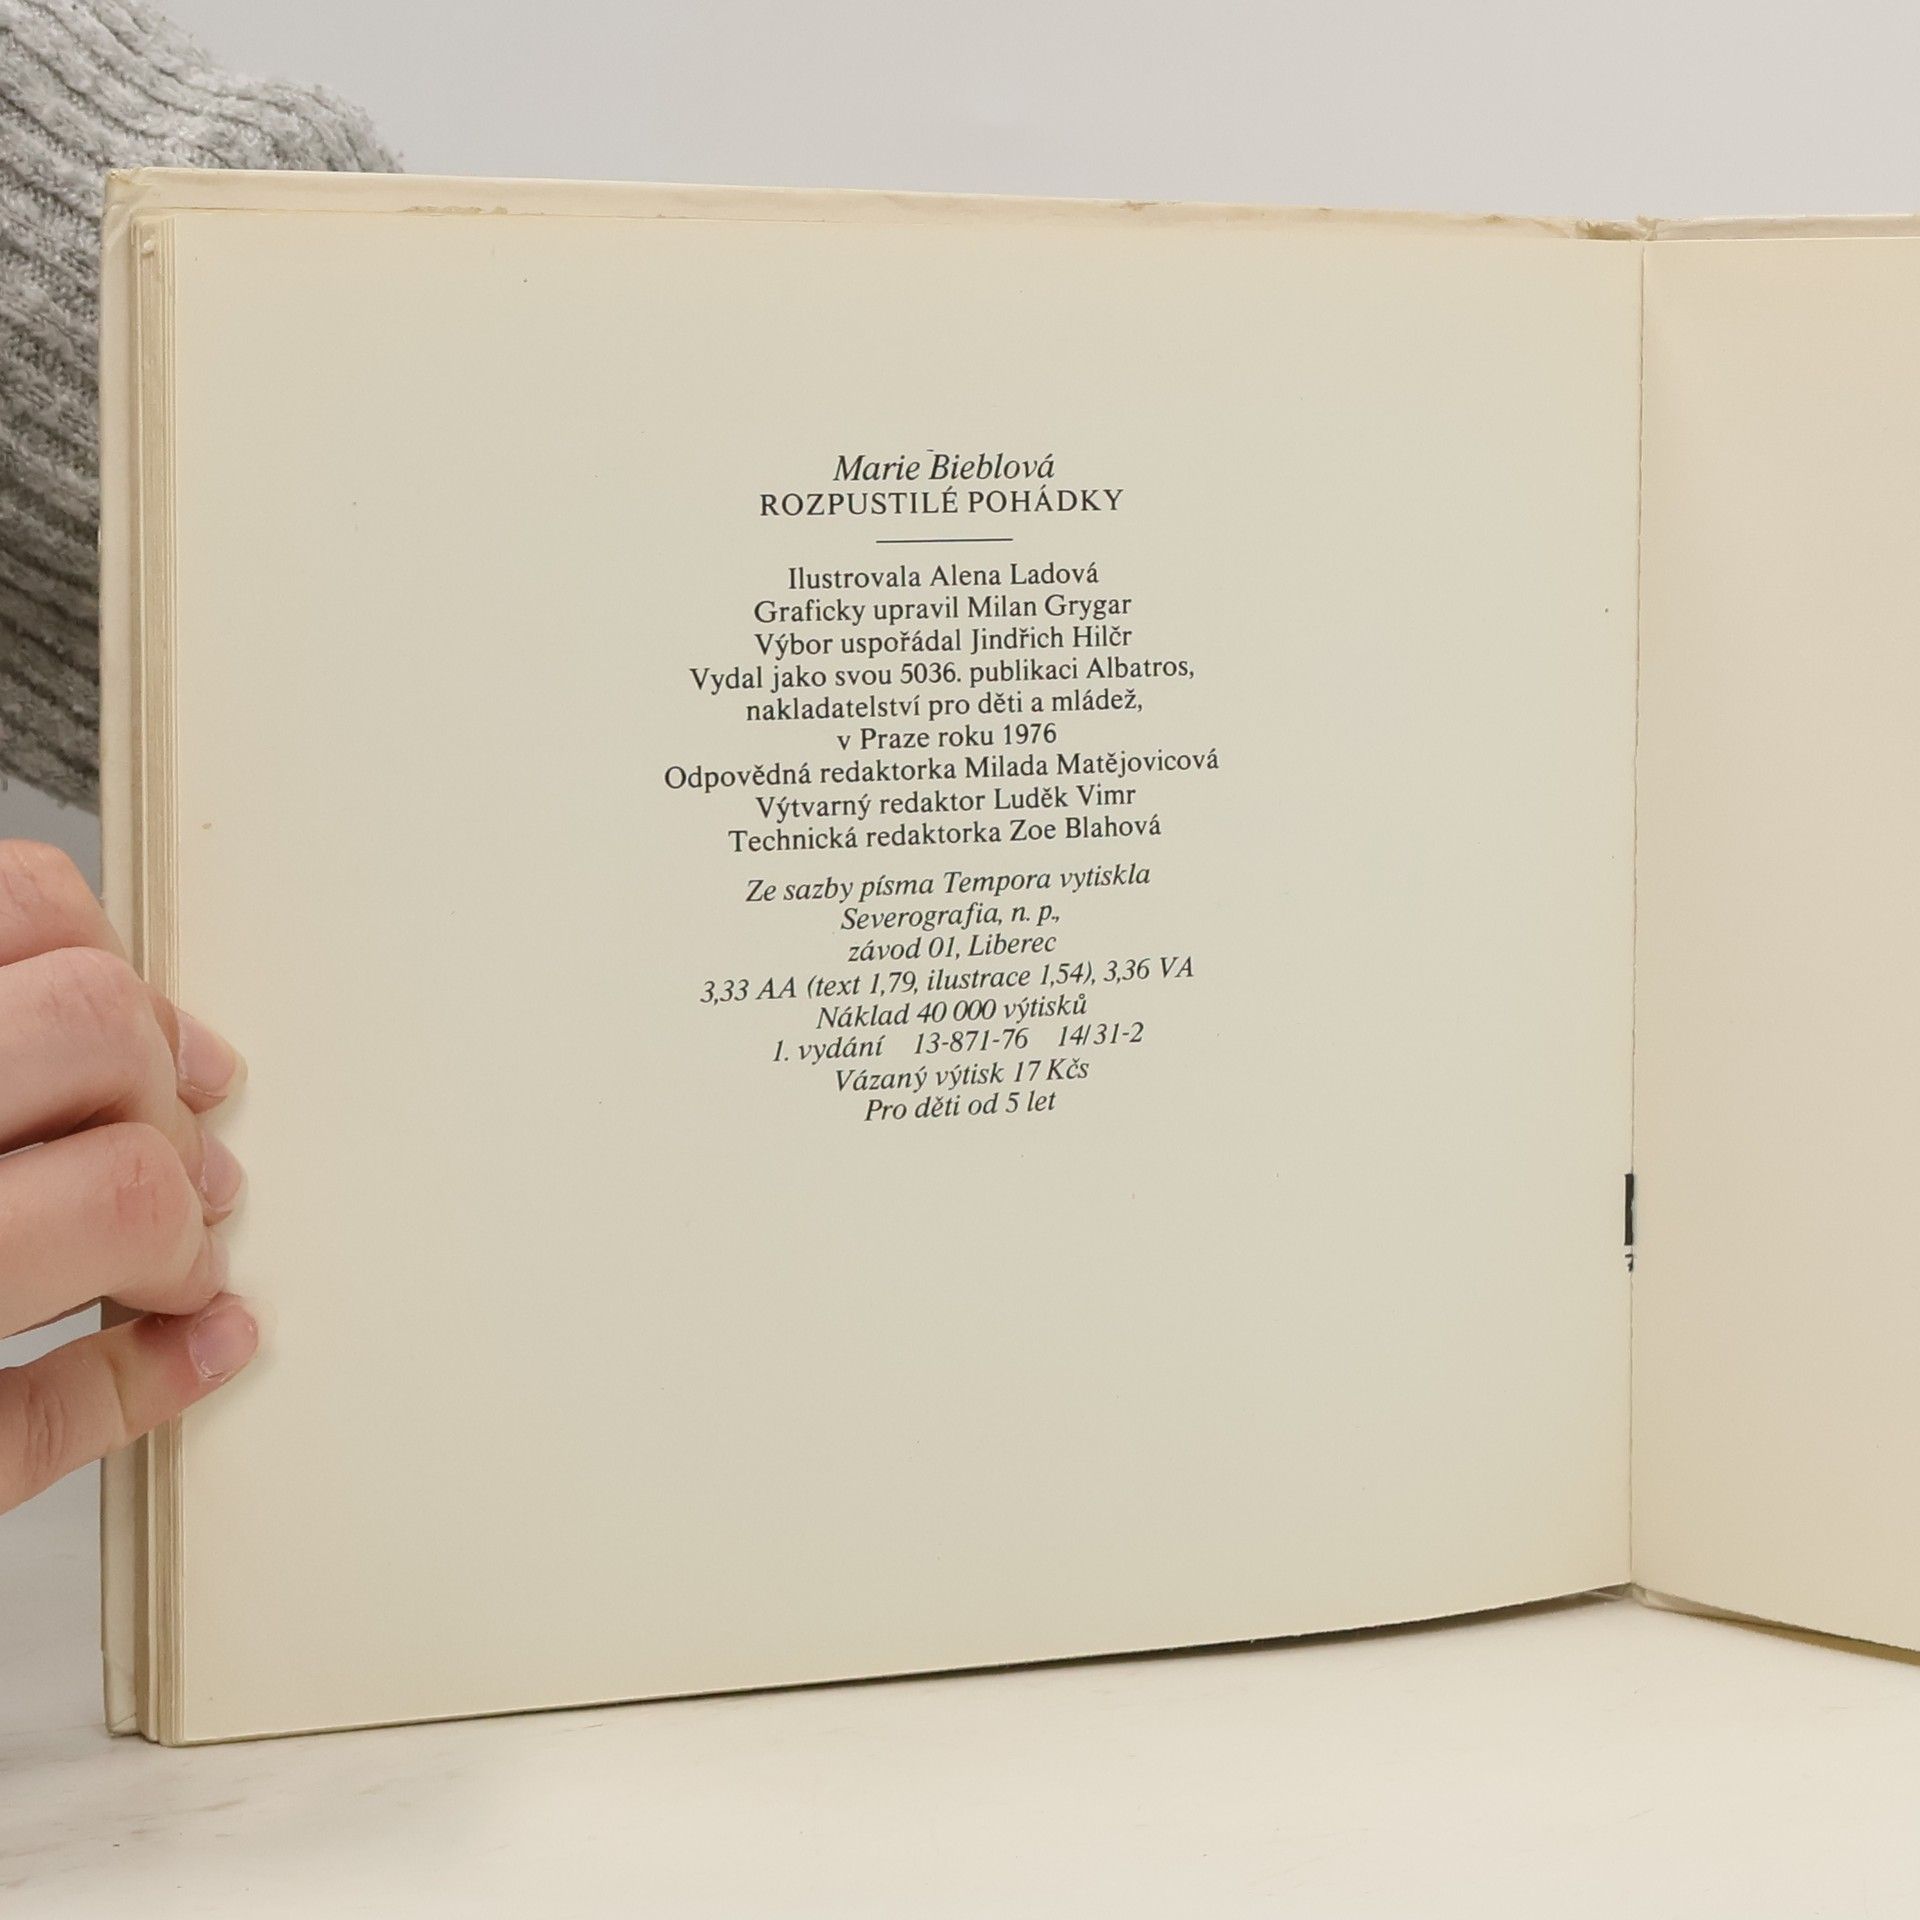 Marie Bieblová
ROZPUSTILÉ POHÁDKY
Ilustrovala Alena Ladová
Graficky upravil Milan Grygar
Výbor uspořádal Jindřich Hilčr
Vydal jako svou 5036. publikaci Albatros,
nakladatelství pro děti a mládež,
v Praze roku 1976
Odpovědná redaktorka Milada Matějovicová
Výtvarný redaktor Luděk Vimr
Technická redaktorka Zoe Blahová
Ze sazby písma Tempora vytiskla
Severografia, n. p.,
závod 01, Liberec
3,33 AA (text 1,79, ilustrace 1,54), 3,36 VA
Náklad 40 000 výtisků
1. vydání 13-871-76 14/31-2
Vázaný výtisk 17 Kčs
Pro děti od 5 let